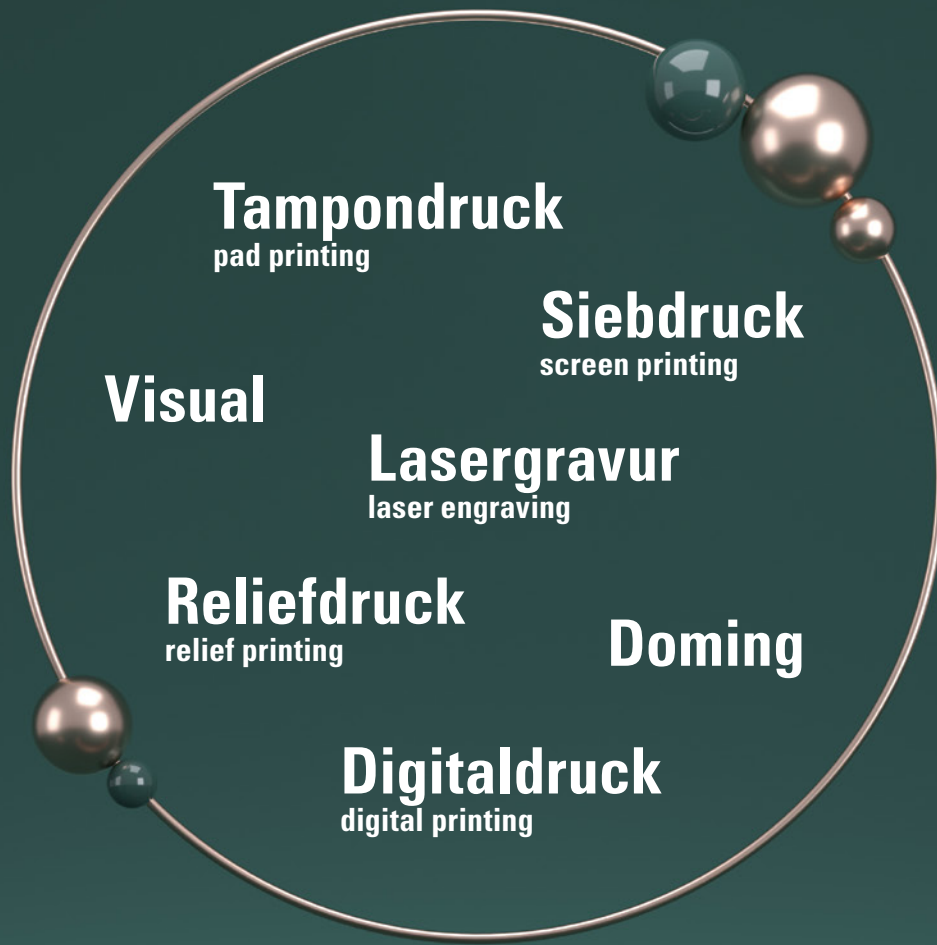 Tampondruck
pad printing
Siebdruck
screen printing
Visual
Lasergravur
laser engraving
Reliefdruck
relief printing
Doming
Digitaldruck
digital printing